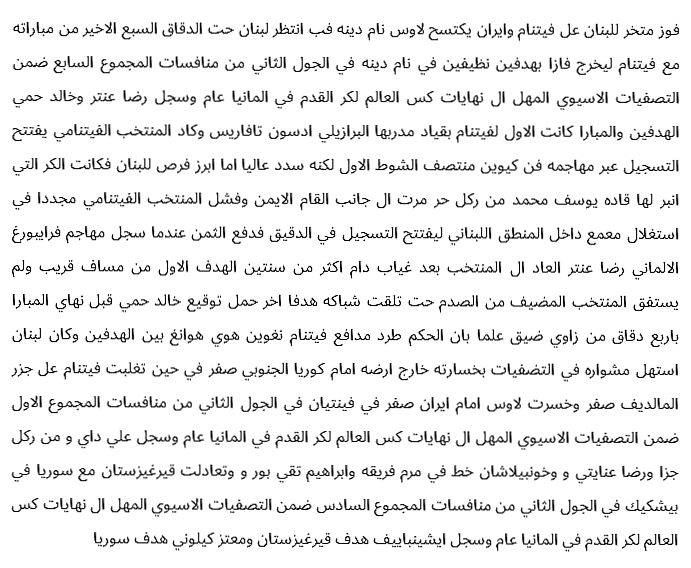 فوز متخر للبنان عل فيتنام وايران يكتسح لاوس نام دينه فب انتظر لبنان حت الدقاق السبع الاخير من مباراته
مع فيتنام ليخرج فازا بهدفين نظيفين في نام دينه في الجول الثاني من منافسات المجموع السابع ضمن
التصفيات الاسيوي المهل ال نهايات كس العالم لكر القدم في المانيا عام وسجل رضا عنتر وخالد حمي
الهدفين والمبارا كانت الاول لفيتنام بقياد مدربها البرازيلي ادسون تافاريس وكاد المنتخب الفيتنامي يفتتح
التسجيل عبر مهاجمه فن كيوين منتصف الشوط الاول لكنه سدد عاليا اما ابرز فرص للبنان فكانت الكر التي
انبر لها قاده يوسف محمد من ركل حر مرت ال جانب القام الايمن وفشل المنتخب الفيتنامي مجددا في
استغلال معمع داخل المنطق اللبناني ليفتتح التسجيل في الدقيق فدفع الثمن عندما سجل مهاجم فرايبورغ
الالماني رضا عنتر العاد ال المنتخب بعد غياب دام اكثر من سنتين الهدف الاول من مساف قريب ولم
يستفق المنتخب المضيف من الصدم حت تلقت شباكه هدفا اخر حمل توقيع خالد حمي قبل نهاي المبارا
باربع دقاق من زاوي ضيق علما بان الحكم طرد مدافع فيتنام نغوين هوي هوانغ بين الهدفين وكان لبنان
استهل مشواره في التضفيات بخسارته خارج ارضه امام كوريا الجنوبي صفر في حين تغلبت فيتنام عل جزر
المالديف صفر وخسرت لاوس امام ايران صفر في فينتيان في الجول الثاني من منافسات المجموع الاول
ضمن التصفيات الاسيوي المهل ال نهايات كس العالم لكر القدم في المانيا عام وسجل علي داي و من ركل
جزا ورضا عنايتي و وخونبيلاشان خط في مرم فريقه وابراهيم تقي بور و وتعادلت قيرغيزستان مع سوريا في
بيشكيك في الجول الثاني من منافسات المجموع السادس ضمن التصفيات الاسيوي المهل ال نهايات كس
العالم لكر القدم في المانيا عام وسجل ايشينباييف هدف قيرغيزستان ومعتز كيلوني هدف سوريا